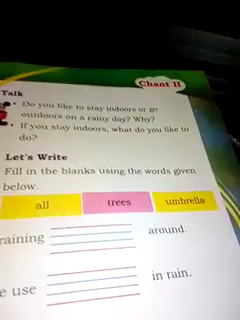 Chant II
Talk
• Do you like to stay indoors or go
outdoors on a rainy day? Why?
• If you stay indoors, what do you like to
do?
Let's Write
Fill in the blanks using the words given
below.
all trees umbrella
raining around.
use in rain.